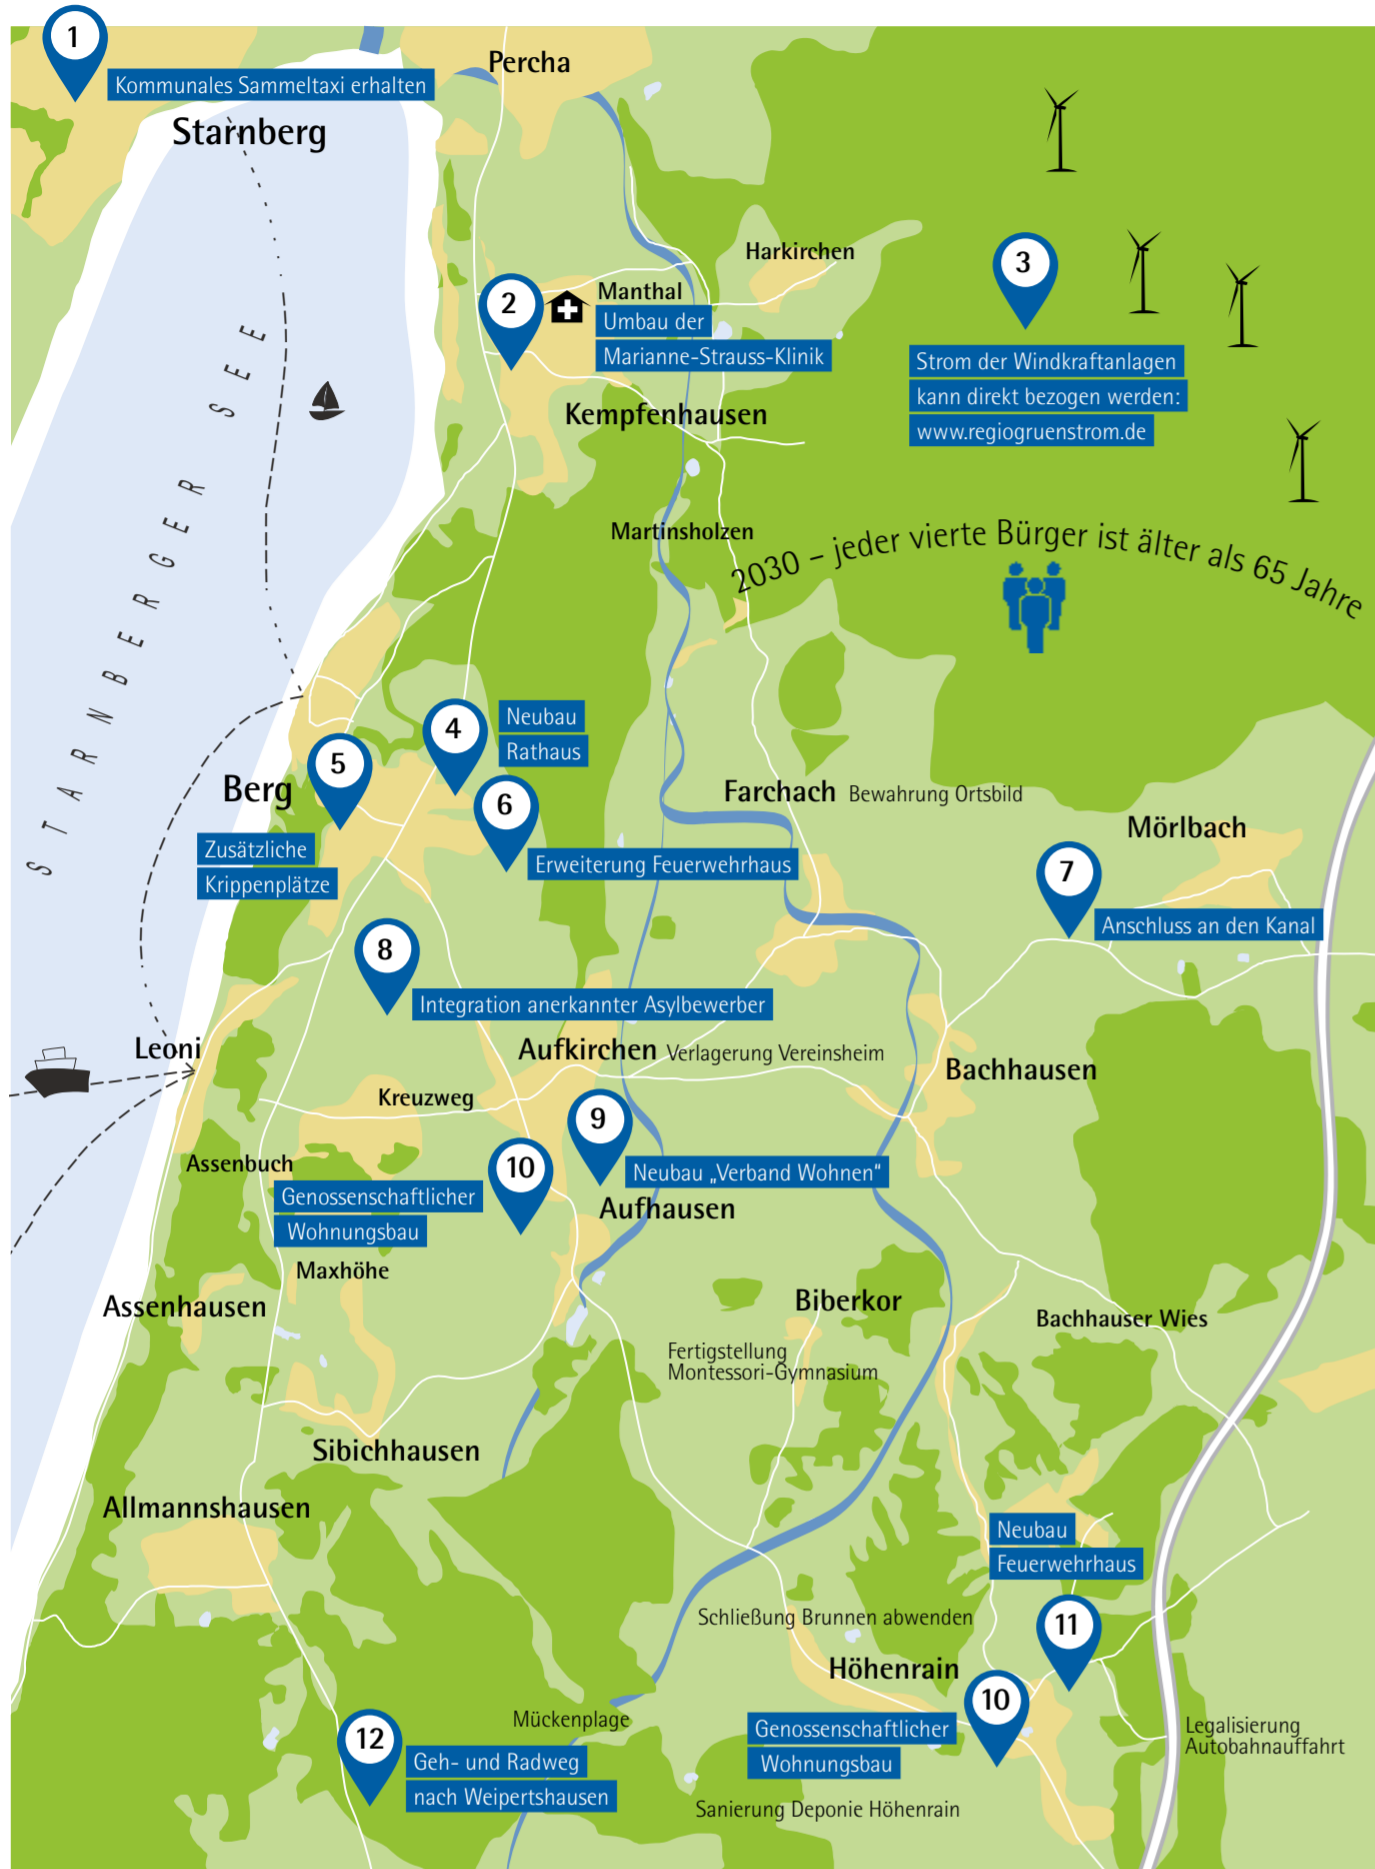 1
Kommunales Sammeltaxi erhalten
Percha
Starnberg
Harkirchen
2
Manthal
Umbau der
Marianne-Strauss-Klinik
3
Strom der Windkraftanlagen
kann direkt bezogen werden:
www.regiogruenstrom.de
Kempfenhausen
STARNBERGER SEE
Martinsholzen
2030 – jeder vierte Bürger ist älter als 65 Jahre
4
Neubau
Rathaus
5
Berg
Zusätzliche
Krippenplätze
6
Erweiterung Feuerwehrhaus
Farchach Bewahrung Ortsbild
Mörlbach
7
Anschluss an den Kanal
8
Integration anerkannter Asylbewerber
Leoni
Aufkirchen Verlagerung Vereinsheim
Bachhausen
Kreuzweg
9
Neubau „Verband Wohnen“
Aufhausen
Assenbuch
10
Genossenschaftlicher
Wohnungsbau
Maxhöhe
Assenhausen
Biberkor
Bachhauser Wies
Fertigstellung
Montessori-Gymnasium
Sibichhausen
Allmannshausen
Neubau
Feuerwehrhaus
11
Schließung Brunnen abwenden
Höhenrain
10
Genossenschaftlicher
Wohnungsbau
Mückenplage
12
Geh- und Radweg
nach Weipertshausen
Legalisierung
Autobahnauffahrt
Sanierung Deponie Höhenrain